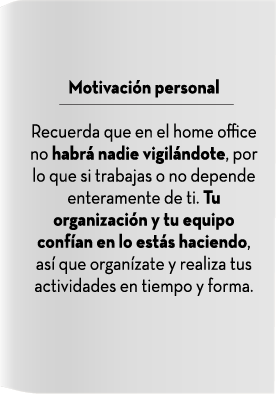 Motivación personal
Recuerda que en el home office
no habrá nadie vigilándote, por
lo que si trabajas o no depende
enteramente de ti. Tu
organización y tu equipo
confían en lo estás haciendo,
así que organízate y realiza tus
actividades en tiempo y forma.